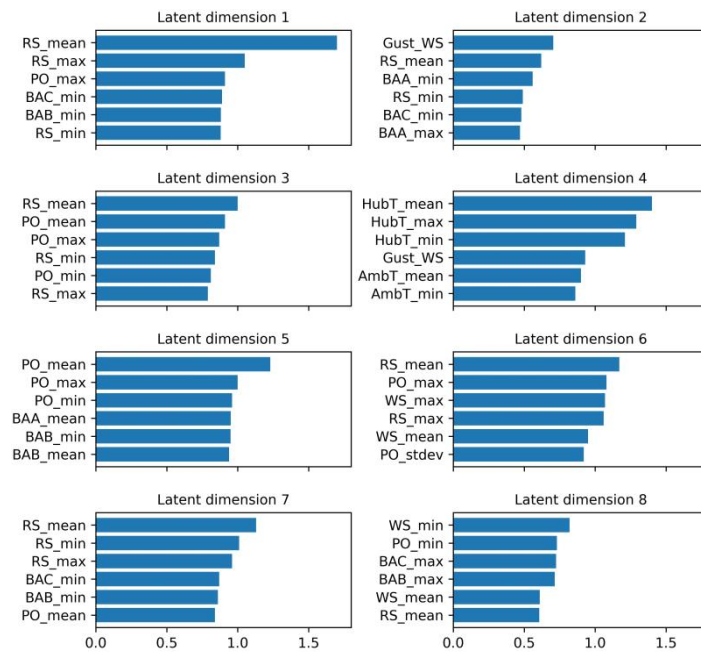 Latent dimension 1
RS_mean
RS_max
PO_max
BAC_min
BAB_min
RS_min
Latent dimension 2
Gust_WS
RS_mean
BAA_min
RS_min
BAC_min
BAA_max
Latent dimension 3
RS_mean
PO_mean
PO_max
RS_min
PO_min
RS_max
Latent dimension 4
HubT_mean
HubT_max
HubT_min
Gust_WS
AmbT_mean
AmbT_min
Latent dimension 5
PO_mean
PO_max
PO_min
BAA_mean
BAB_min
BAB_mean
Latent dimension 6
RS_mean
PO_max
WS_max
RS_max
WS_mean
PO_stdev
Latent dimension 7
RS_mean
RS_min
RS_max
BAC_min
BAB_min
PO_mean
0.0 0.5 1.0 1.5
Latent dimension 8
WS_min
PO_min
BAC_max
BAB_max
WS_mean
RS_mean
0.0 0.5 1.0 1.5